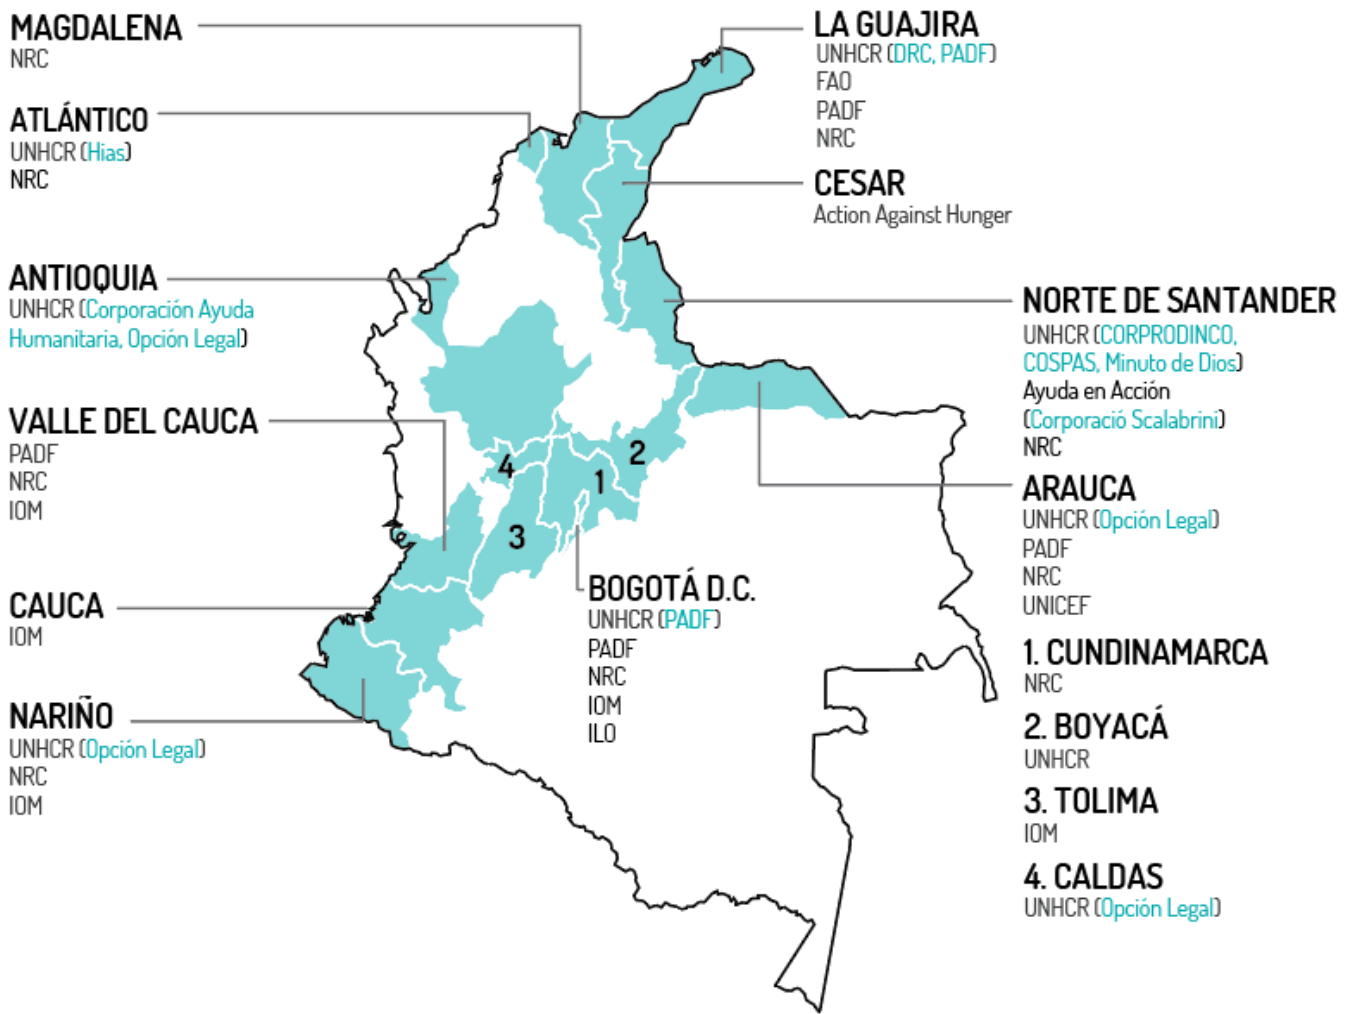 MAGDALENA
NRC
ATLÁNTICO
UNHCR (Hias)
NRC
ANTIOQUIA
UNHCR (Corporación Ayuda
Humanitaria, Opción Legal)
VALLE DEL CAUCA
PADF
NRC
IOM
CAUCA
IOM
NARIÑO
UNHCR (Opción Legal)
NRC
IOM
4
1
2
3
BOGOTÁ D.C.
UNHCR (PADF)
PADF
NRC
IOM
ILO
LA GUAJIRA
UNHCR (DRC, PADF)
FAO
PADF
NRC
CESAR
Action Against Hunger
NORTE DE SANTANDER
UNHCR (CORPRODINCO,
COSPAS, Minuto de Dios)
Ayuda en Acción
(Corporació Scalabrini)
NRC
ARAUCA
UNHCR (Opción Legal)
PADF
NRC
UNICEF
1. CUNDINAMARCA
NRC
2. BOYACÁ
UNHCR
3. TOLIMA
IOM
4. CALDAS
UNHCR (Opción Legal)